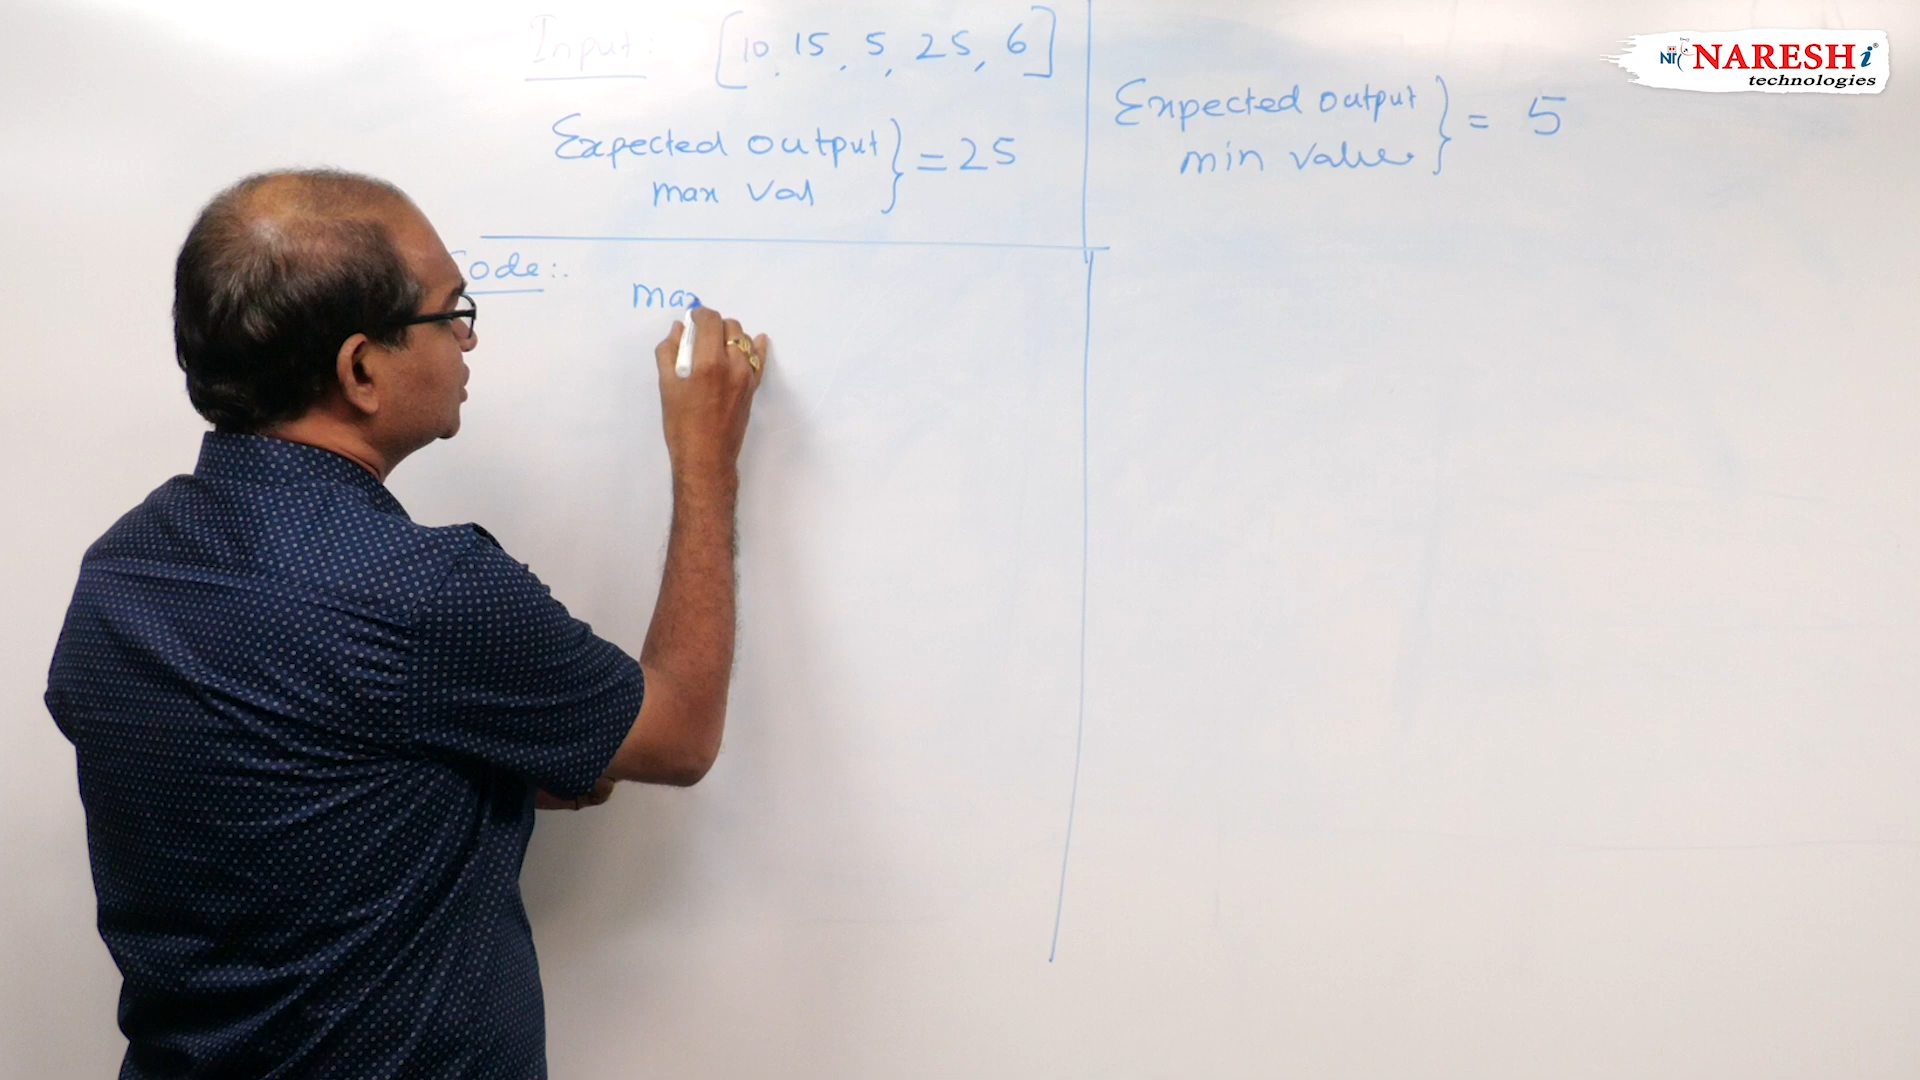 Input: [10, 15, 5, 25, 6]
Expected output } = 25
max val
Expected output } = 5
min value
Code:
max
NARESH i
technologies